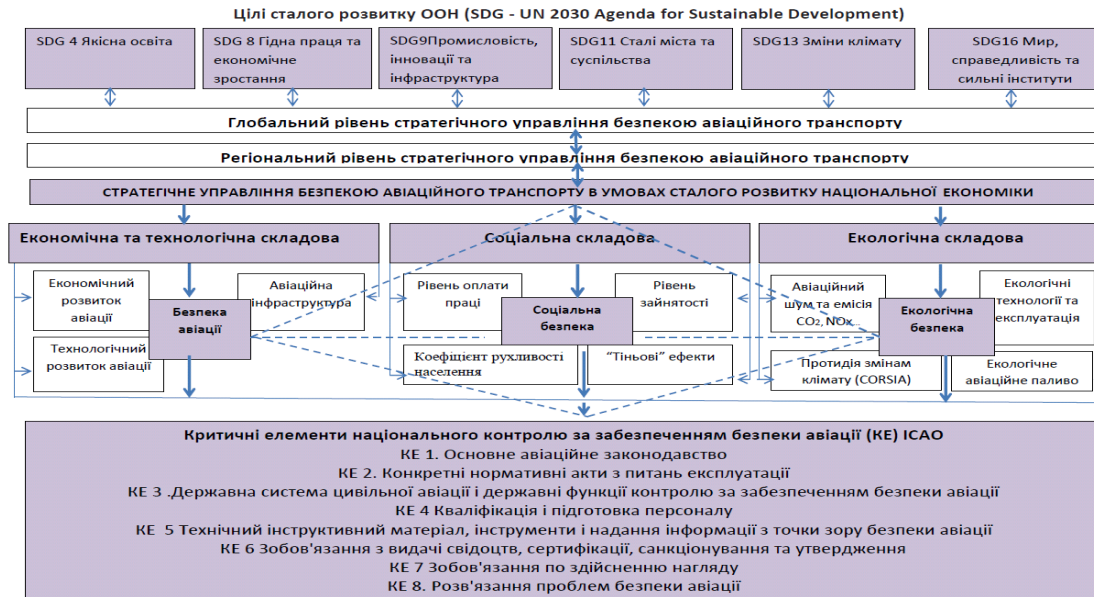 Цілі сталого розвитку ООН (SDG - UN 2030 Agenda for Sustainable Development)
SDG 4 Якісна освіта
SDG 8 Гідна праця та
економічне
зростання
SDG9Промисловість,
інновації та
інфраструктура
SDG11 Сталі міста та
суспільства
SDG13 Зміни клімату
SDG16 Мир,
справедливість та
сильні інститути
Глобальний рівень стратегічного управління безпекою авіаційного транспорту
Регіональний рівень стратегічного управління безпекою авіаційного транспорту
СТРАТЕГІЧНЕ УПРАВЛІННЯ БЕЗПЕКОЮ АВІАЦІЙНОГО ТРАНСПОРТУ В УМОВАХ СТАЛОГО РОЗВИТКУ НАЦІОНАЛЬНОЇ ЕКОНОМІКИ
Економічна та технологічна складова
Економічний
розвиток
авіації
Авіаційна
інфраструктура
Безпека
авіації
Технологічний
розвиток авіації
Соціальна складова
Рівень оплати
праці
Рівень
зайнятості
Соціальна
безпека
Коефіцієнт рухливості
населення
“Тіньові” ефекти
Екологічна складова
Авіаційний
шум та емісія
CO₂, NOx...
Екологічні
технології та
експлуатація
Екологічна
безпека
Протидія змінам
клімату (CORSIA)
Екологічне
авіаційне паливо
Критичні елементи національного контролю за забезпеченням безпеки авіації (КЕ) ІСАО
КЕ 1. Основне авіаційне законодавство
КЕ 2. Конкретні нормативні акти з питань експлуатації
КЕ 3 .Державна система цивільної авіації і державні функції контролю за забезпеченням безпеки авіації
КЕ 4 Кваліфікація і підготовка персоналу
КЕ 5 Технічний інструктивний матеріал, інструменти і надання інформації з точки зору безпеки авіації
КЕ 6 Зобов'язання з видачі свідоцтв, сертифікації, санкціонування та утвердження
КЕ 7 Зобов'язання по здійсненню нагляду
КЕ 8. Розв'язання проблем безпеки авіації